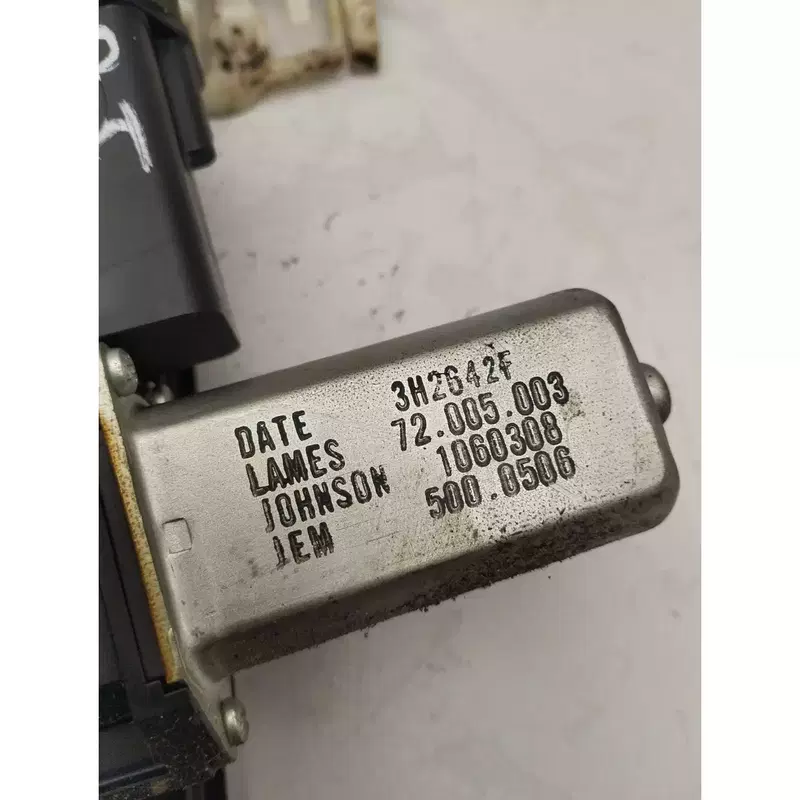 DATE 3H2642F
LAMES 72.005.003
JOHNSON 1060308
JEM 500.0506